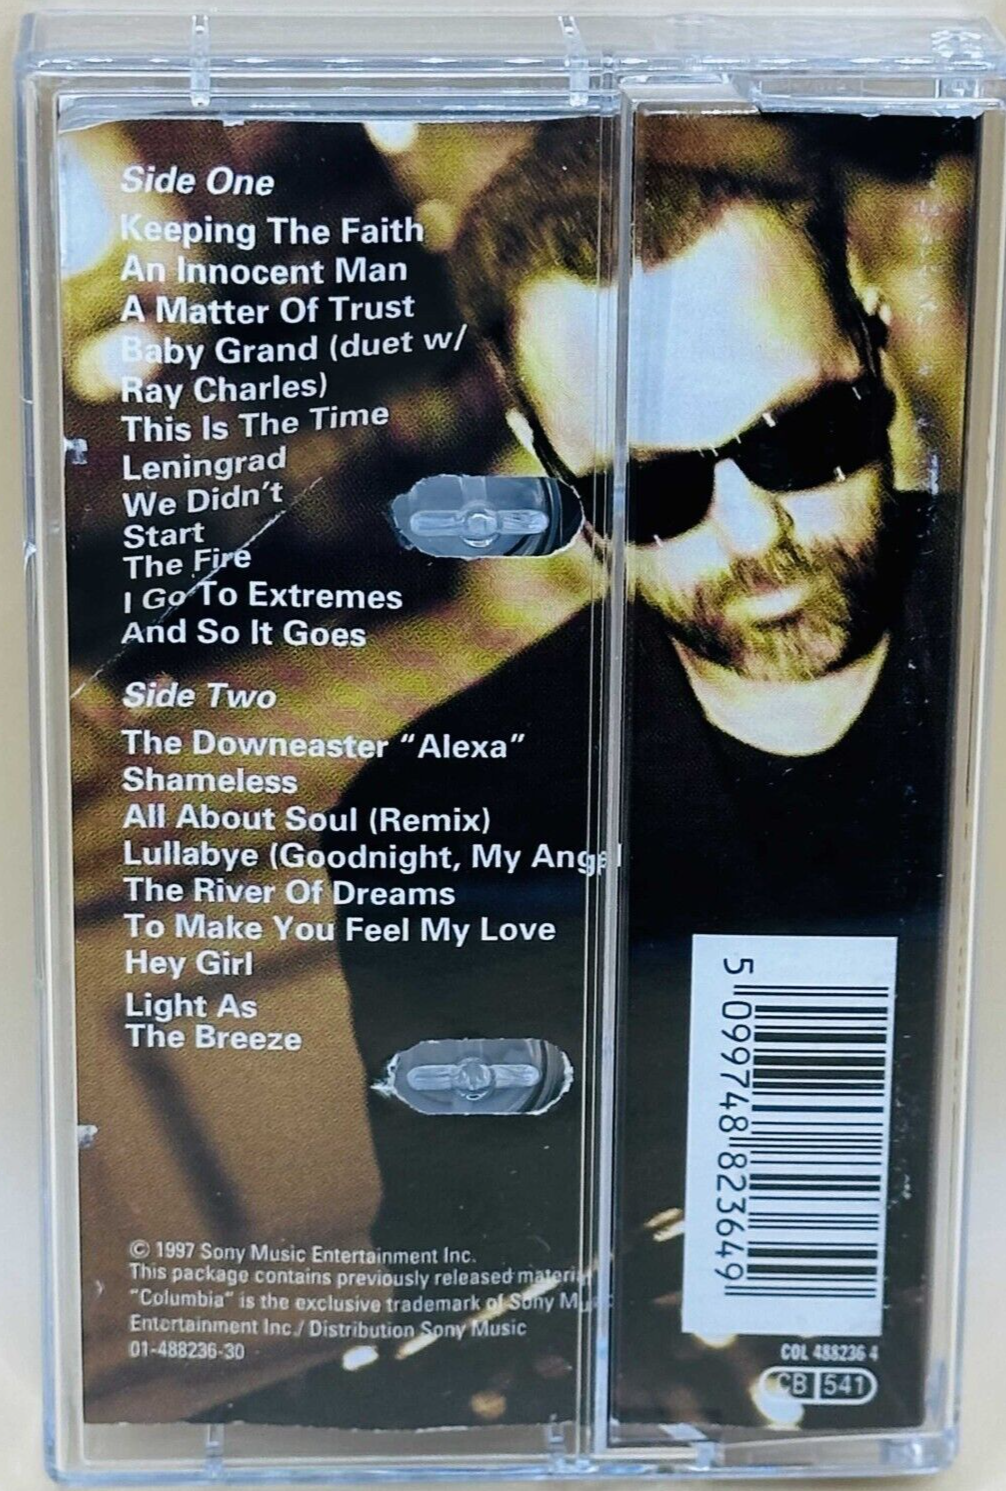 Side One
Keeping The Faith
An Innocent Man
A Matter Of Trust
Baby Grand (duet w/
Ray Charles)
This Is The Time
Leningrad
We Didn't
Start
The Fire
I Go To Extremes
And So It Goes
Side Two
The Downeaster “Alexa”
Shameless
All About Soul (Remix)
Lullabye (Goodnight, My
The River Of Dreams
To Make You Feel My Love
Hey Girl
Light As
The Breeze
© 1997 Sony Music Entertainment Inc.
This package contains previously released
“Columbia” is the exclusive trademark of Sony
Entertainment Inc./ Distribution Sony Music
01-488236-30
5 099748 823649
COL 488236 4
CB 541